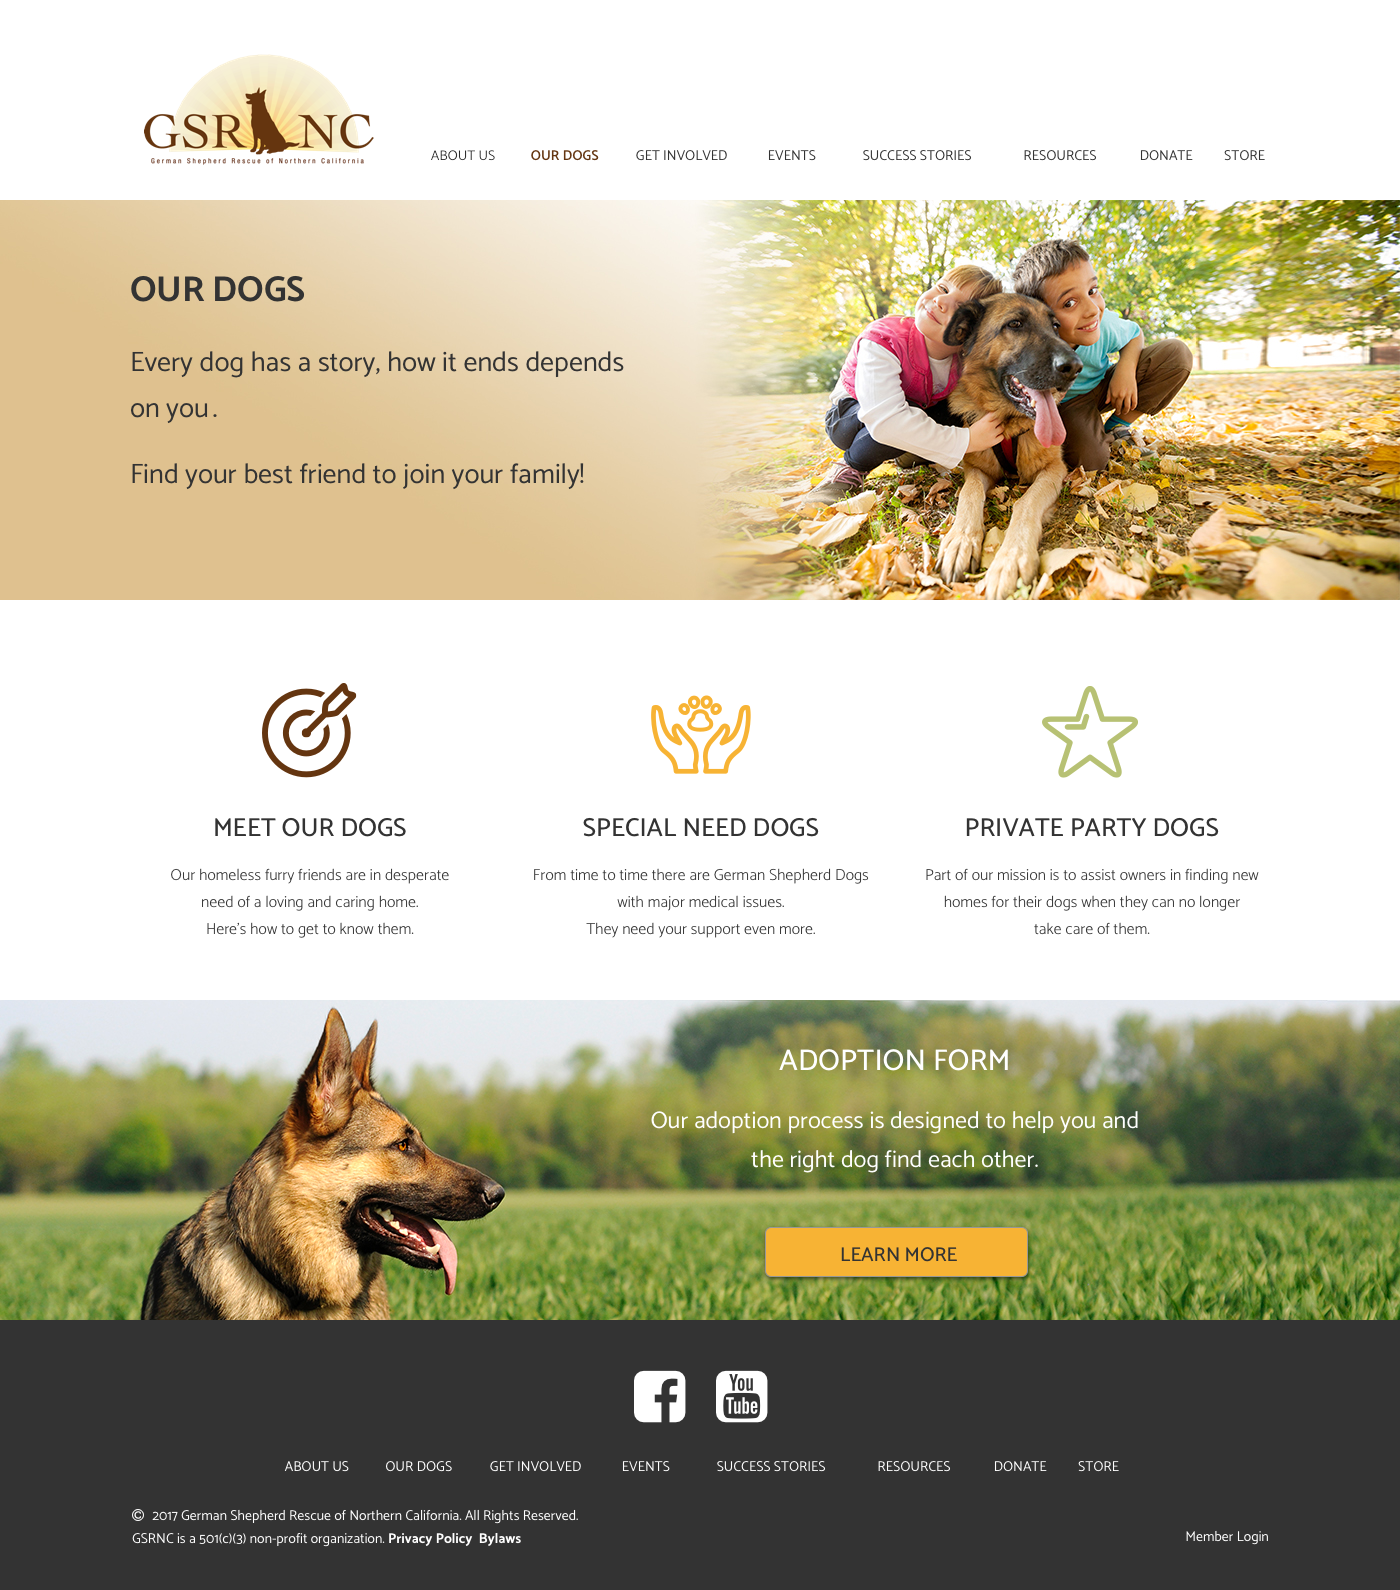 GSRNC
German Shepherd Rescue of Northern California
ABOUT US OUR DOGS GET INVOLVED EVENTS SUCCESS STORIES RESOURCES DONATE STORE
OUR DOGS
Every dog has a story, how it ends depends
on you.
Find your best friend to join your family!
MEET OUR DOGS
Our homeless furry friends are in desperate
need of a loving and caring home.
Here's how to get to know them.
SPECIAL NEED DOGS
From time to time there are German Shepherd Dogs
with major medical issues.
They need your support even more.
PRIVATE PARTY DOGS
Part of our mission is to assist owners in finding new
homes for their dogs when they can no longer
take care of them.
ADOPTION FORM
Our adoption process is designed to help you and
the right dog find each other.
LEARN MORE
You
Tube
ABOUT US OUR DOGS GET INVOLVED EVENTS SUCCESS STORIES RESOURCES DONATE STORE
© 2017 German Shepherd Rescue of Northern California. All Rights Reserved.
GSRNC is a 501(c)(3) non-profit organization. Privacy Policy Bylaws
Member Login